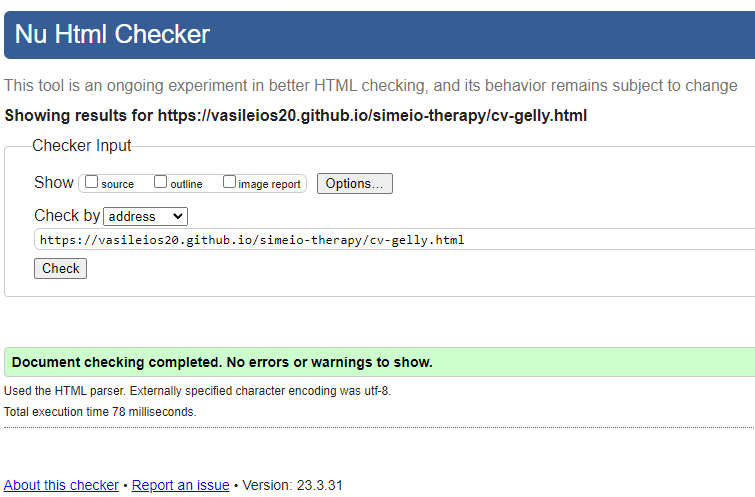 Nu Html Checker
This tool is an ongoing experiment in better HTML checking, and its behavior remains subject to change
Showing results for https://vasileios20.github.io/simeio-therapy/cv-gelly.html
Checker Input
Show source outline image report Options...
Check by address
https://vasileios20.github.io/simeio-therapy/cv-gelly.html
Check
Document checking completed. No errors or warnings to show.
Used the HTML parser. Externally specified character encoding was utf-8.
Total execution time 78 milliseconds.
About this checker • Report an issue • Version: 23.3.31